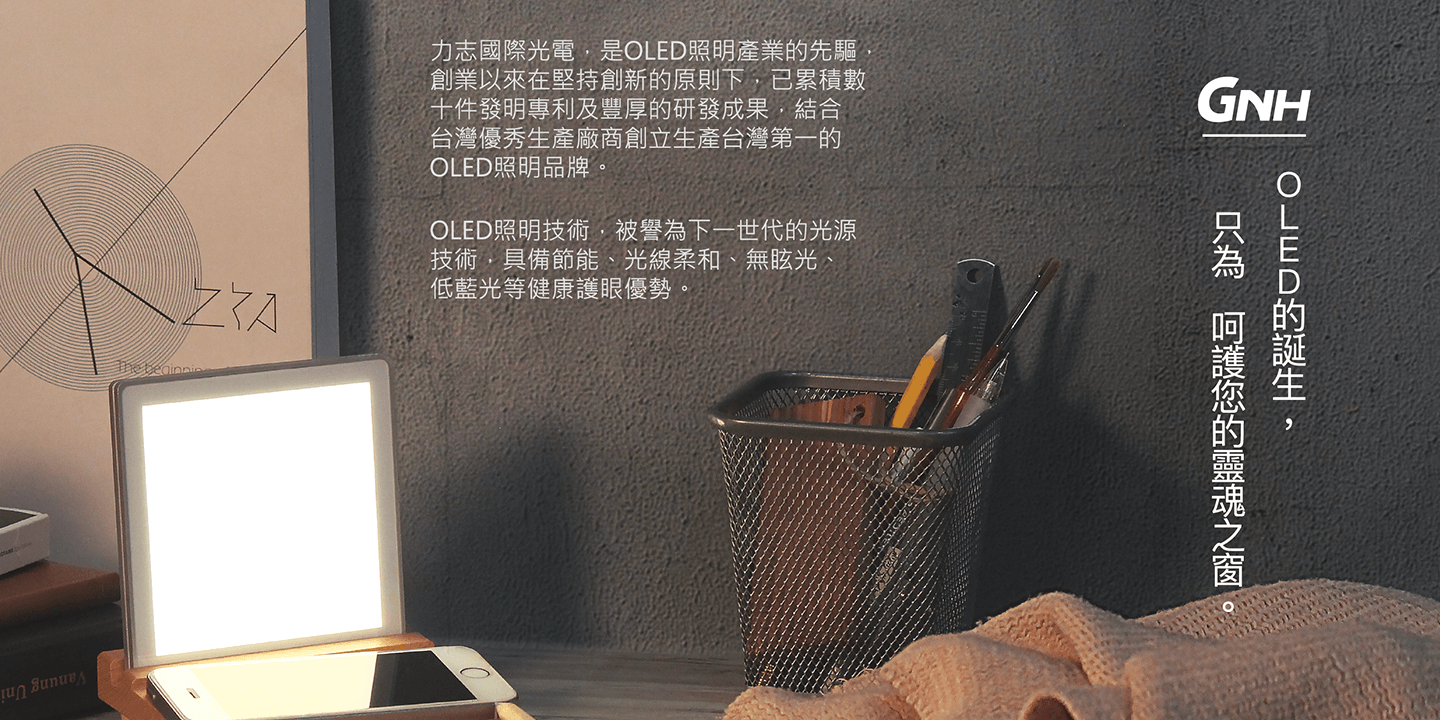 力志國際光電，是OLED照明產業的先驅，
創業以來在堅持創新的原則下，已累積數
十件發明專利及豐厚的研發成果，結合
台灣優秀生產廠商創立生產台灣第一的
OLED照明品牌。
OLED照明技術，被譽為下一世代的光源
技術，具備節能、光線柔和、無眩光、
低藍光等健康護眼優勢。
GNH
OLED的誕生，
只為 呵護您的靈魂之窗。
The beginning
Vanung Uni